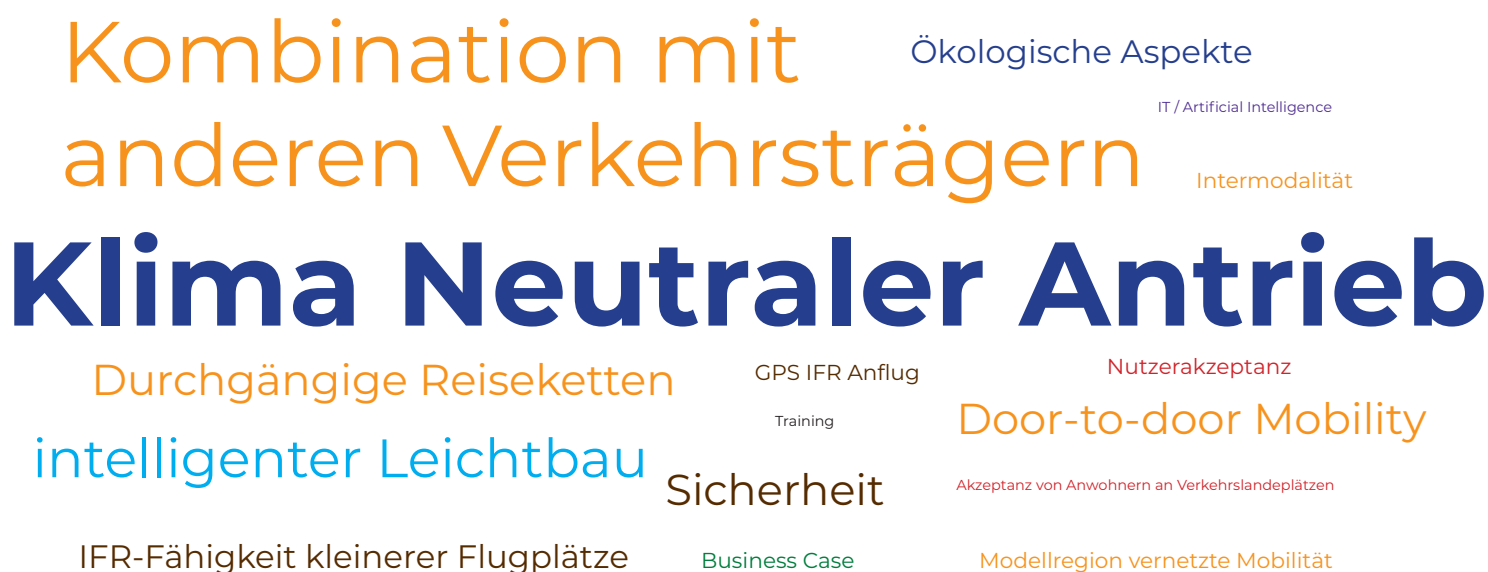 Kombination mit
anderen Verkehrsträgern
Ökologische Aspekte
IT / Artificial Intelligence
Intermodalität
Klima Neutraler Antrieb
Durchgängige Reiseketten
GPS IFR Anflug
Nutzerakzeptanz
Training
Door-to-door Mobility
intelligenter Leichtbau
Sicherheit
Akzeptanz von Anwohnern an Verkehrslandeplätzen
IFR-Fähigkeit kleinerer Flugplätze
Business Case
Modellregion vernetzte Mobilität